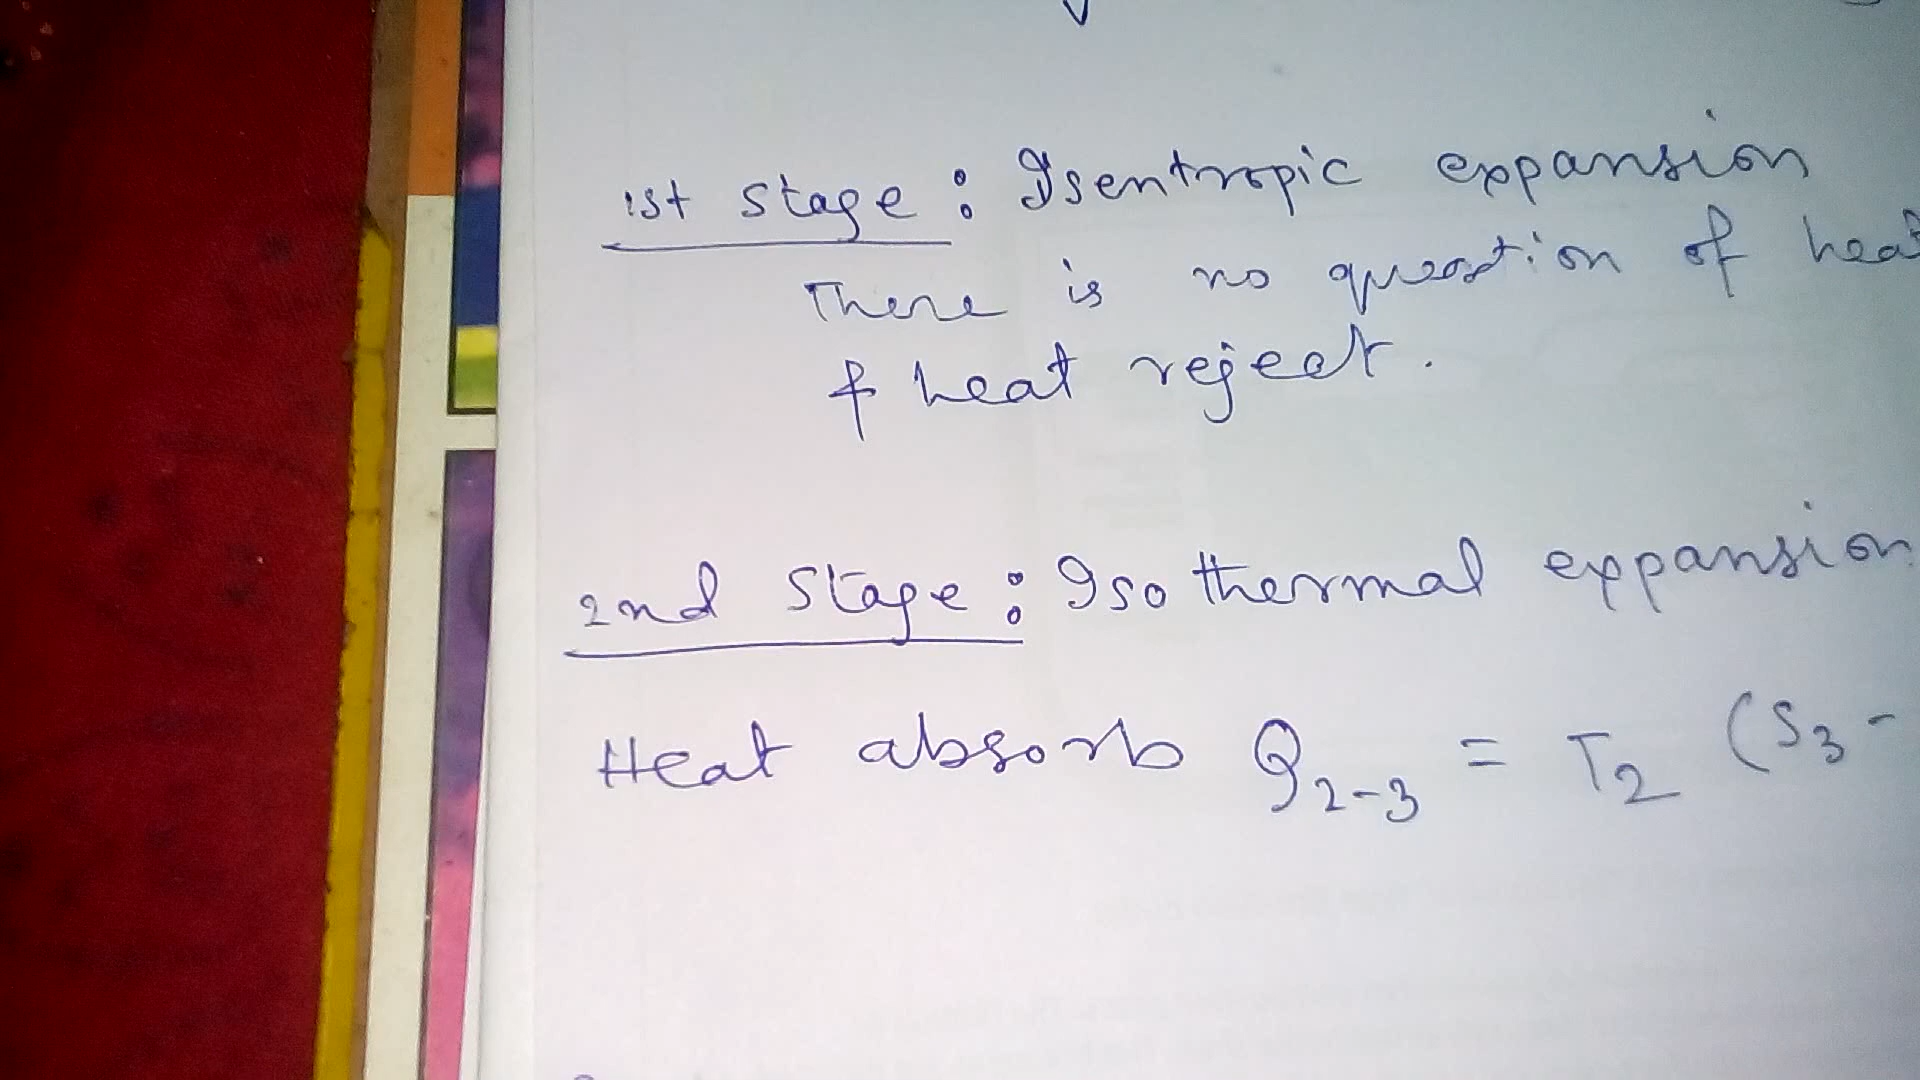 1st stage : Isentropic expansion
There is no question of heat
& heat reject.
2nd stage : Isothermal expansion
Heat absorb Q2-3 = T2 (S3 -